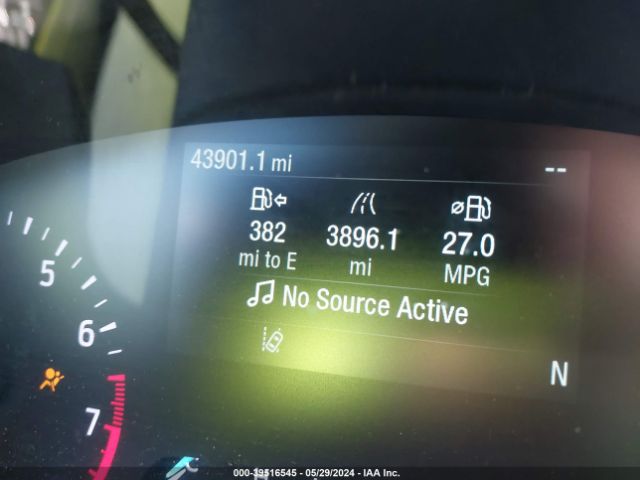 43901.1 mi --
382 3896.1 27.0
mi to E mi MPG
No Source Active
N
5
6
7
000-39516545 - 05/29/2024 - IAA Inc.